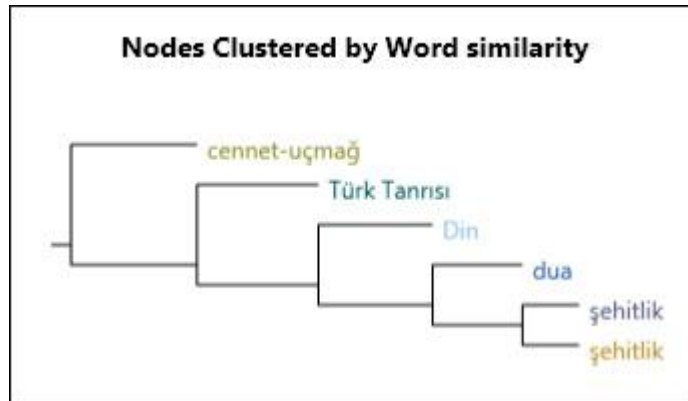 Nodes Clustered by Word similarity
cennet-uçmağ
Türk Tanrısı
Din
dua
şehitlik
şehitlik